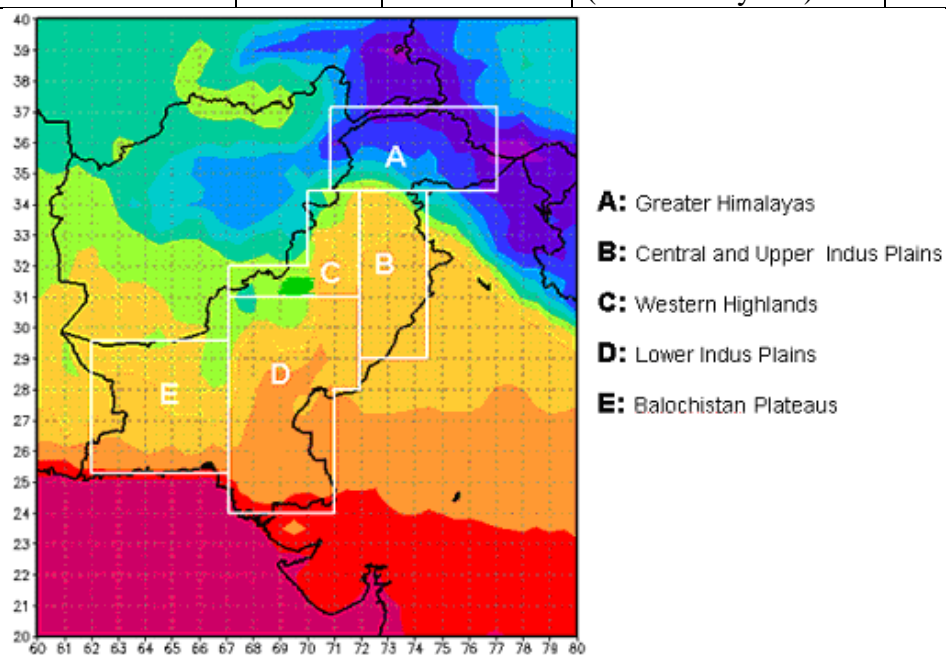 40
39
38
37
36
35
34
33
32
31
30
29
28
27
26
25
24
23
22
21
20
A
B
C
D
E
60 61 62 63 64 65 66 67 68 69 70 71 72 73 74 75 76 77 78 79 80
A: Greater Himalayas
B: Central and Upper Indus Plains
C: Western Highlands
D: Lower Indus Plains
E: Balochistan Plateaus